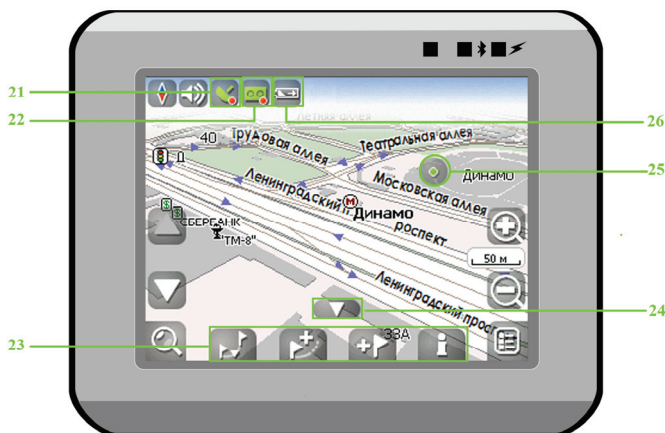 21
22
26
25
24
23
Летняя аллея
40
Трудовая аллея
Театральная аллея
Д
Ленинградский п
роспект
Московская аллея
Динамо
М
Динамо
$
$
СБЕРБАНК
"ТМ-8"
50 м
Ленинградский просп
33А
i